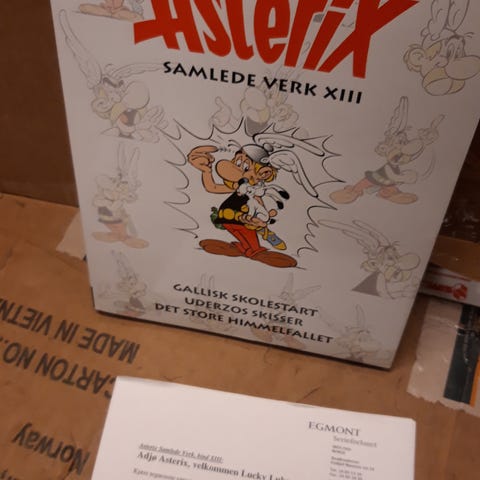 Asterix
SAMLEDE VERK XIII
GALLISK SKOLESTART
UDERZOS SKISSER
DET STORE HIMMELFALLET
MADE IN VIETN
CARTON NO.
Norway
EGMONT
Serieforlaget
Asterix Samlede Verk, bind XIII:
Adjø Asterix, velkommen Lucky Luke